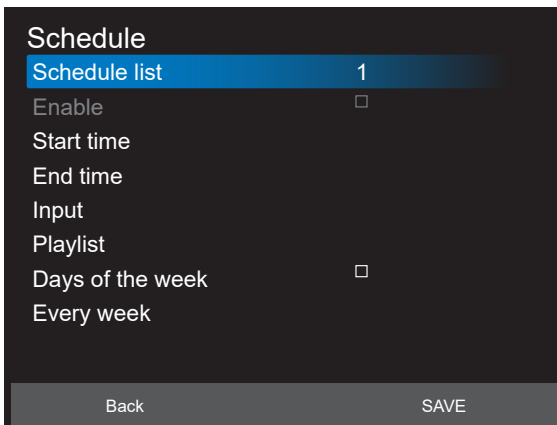 Schedule
Schedule list 1
Enable
Start time
End time
Input
Playlist
Days of the week
Every week
Back SAVE